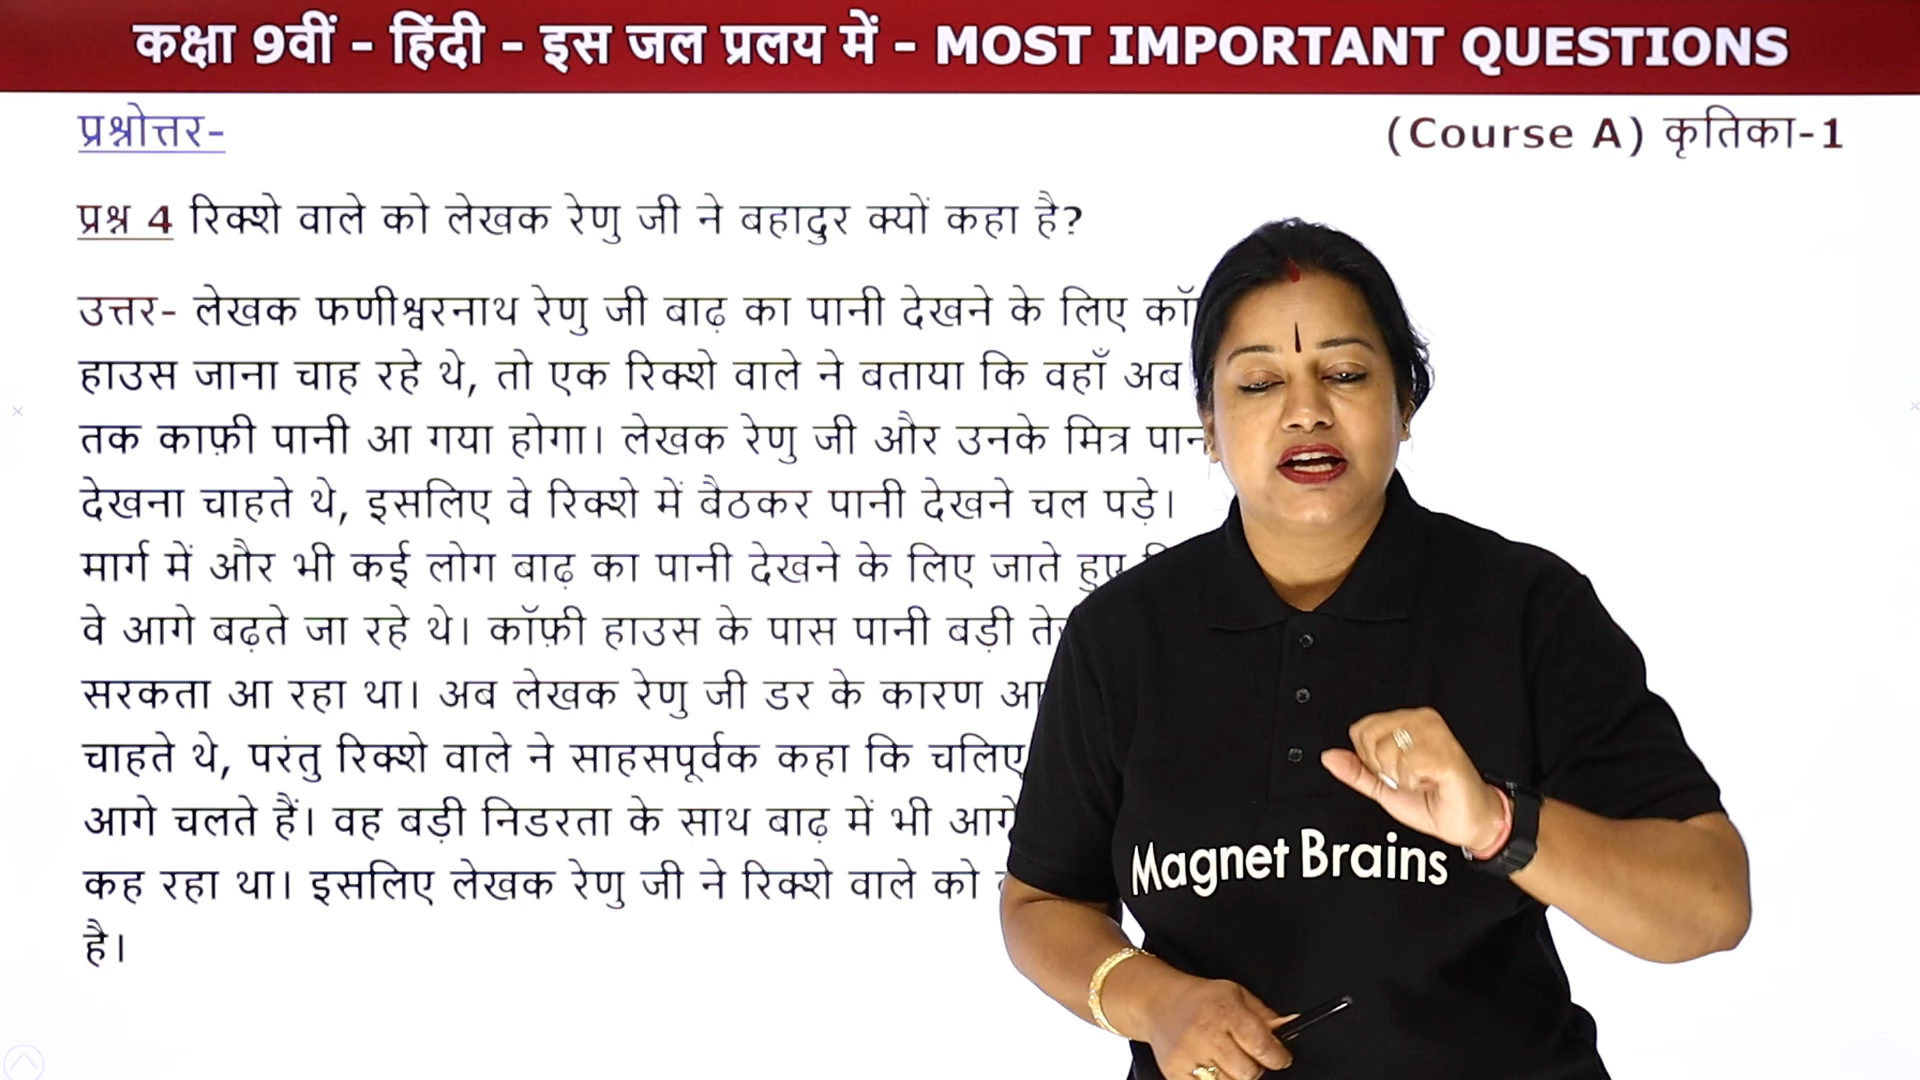 कक्षा 9वीं - हिंदी - इस जल प्रलय में - MOST IMPORTANT QUESTIONS
प्रश्नोत्तर-
(Course A) कृतिका-1
प्रश्न 4 रिक्शे वाले को लेखक रेणु जी ने बहादुर क्यों कहा है?
उत्तर- लेखक फणीश्वरनाथ रेणु जी बाढ़ का पानी देखने के लिए
हाउस जाना चाह रहे थे, तो एक रिक्शे वाले ने बताया कि वहाँ अब
तक काफ़ी पानी आ गया होगा। लेखक रेणु जी और उनके मित्र
देखना चाहते थे, इसलिए वे रिक्शे में बैठकर पानी देखने चल पड़े।
मार्ग में और भी कई लोग बाढ़ का पानी देखने के लिए जाते हुए
वे आगे बढ़ते जा रहे थे। कॉफ़ी हाउस के पास पानी बड़ी
सरकता आ रहा था। अब लेखक रेणु जी डर के कारण
चाहते थे, परंतु रिक्शे वाले ने साहसपूर्वक कहा कि चलिए
आगे चलते हैं। वह बड़ी निडरता के साथ बाढ़ में भी आगे
कह रहा था। इसलिए लेखक रेणु जी ने रिक्शे वाले को
है।
Magnet Brains